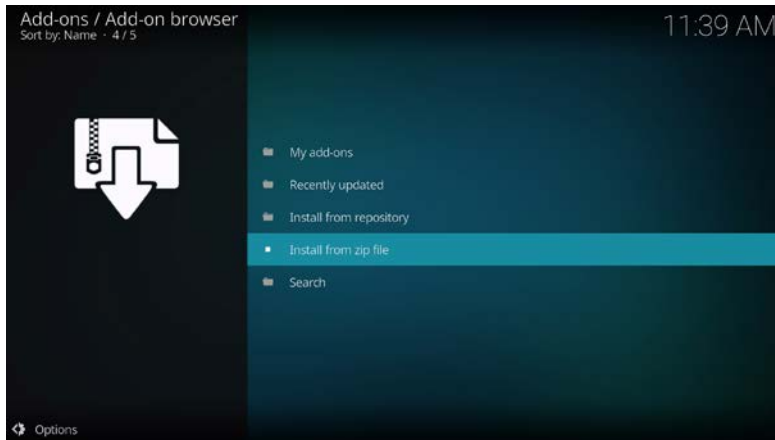 Add-ons / Add-on browser
Sort by: Name · 4 / 5
11:39 AM
My add-ons
Recently updated
Install from repository
Install from zip file
Search
Options